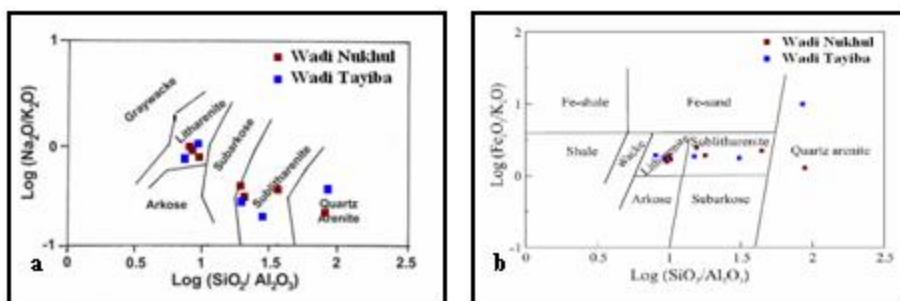 1
Wadi Nukhul
Wadi Tayiba
Graywacke
Litharenite
Subarkose
Sublitharenite
Arkose
Quartz
Arenite
Log (Na₂O/K₂O)
0
-1
a
0 0.5 1 1.5 2 2.5
Log (SiO₂/ Al₂O₃)
2
Wadi Nukhul
Wadi Tayiba
1
Fe-shale
Fe-sand
Shale
Wacke
Litharenite
Sublitharenite
Quartz arenite
Arkose
Subarkose
Log (Fe₂O₃/K₂O)
0
-1
b
0 0.5 1.0 1.5 2.0 2.5
Log (SiO₂/Al₂O₃)